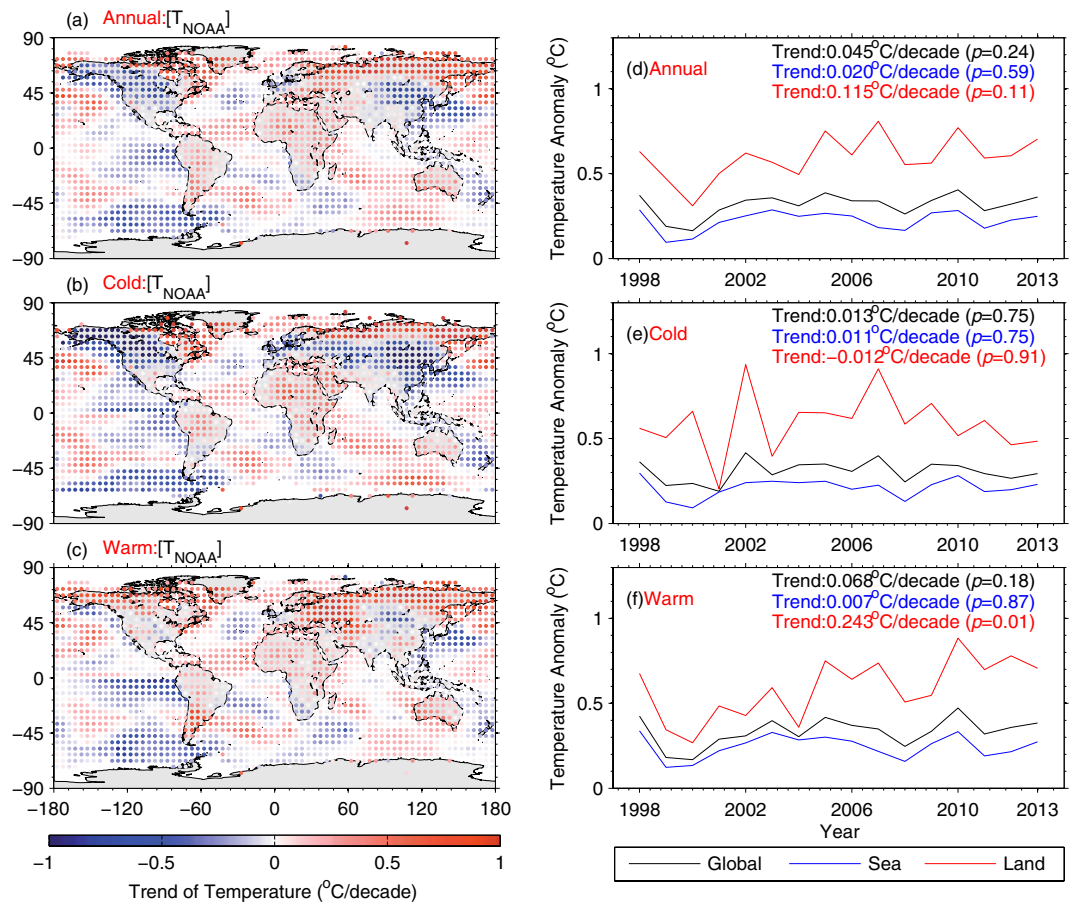 (a) Annual:[T_NOAA]
90
45
0
−45
−90
(b) Cold:[T_NOAA]
90
45
0
−45
−90
(c) Warm:[T_NOAA]
90
45
0
−45
−90
−180 −120 −60 0 60 120 180
−1 −0.5 0 0.5 1
Trend of Temperature (°C/decade)
(d)Annual
Trend:0.045°C/decade (p=0.24)
Trend:0.020°C/decade (p=0.59)
Trend:0.115°C/decade (p=0.11)
Temperature Anomaly (°C)
1
0.5
0
1998 2002 2006 2010 2013
(e)Cold
Trend:0.013°C/decade (p=0.75)
Trend:0.011°C/decade (p=0.75)
Trend:−0.012°C/decade (p=0.91)
Temperature Anomaly (°C)
1
0.5
0
1998 2002 2006 2010 2013
(f)Warm
Trend:0.068°C/decade (p=0.18)
Trend:0.007°C/decade (p=0.87)
Trend:0.243°C/decade (p=0.01)
Temperature Anomaly (°C)
1
0.5
0
1998 2002 2006 2010 2013
Year
Global Sea Land